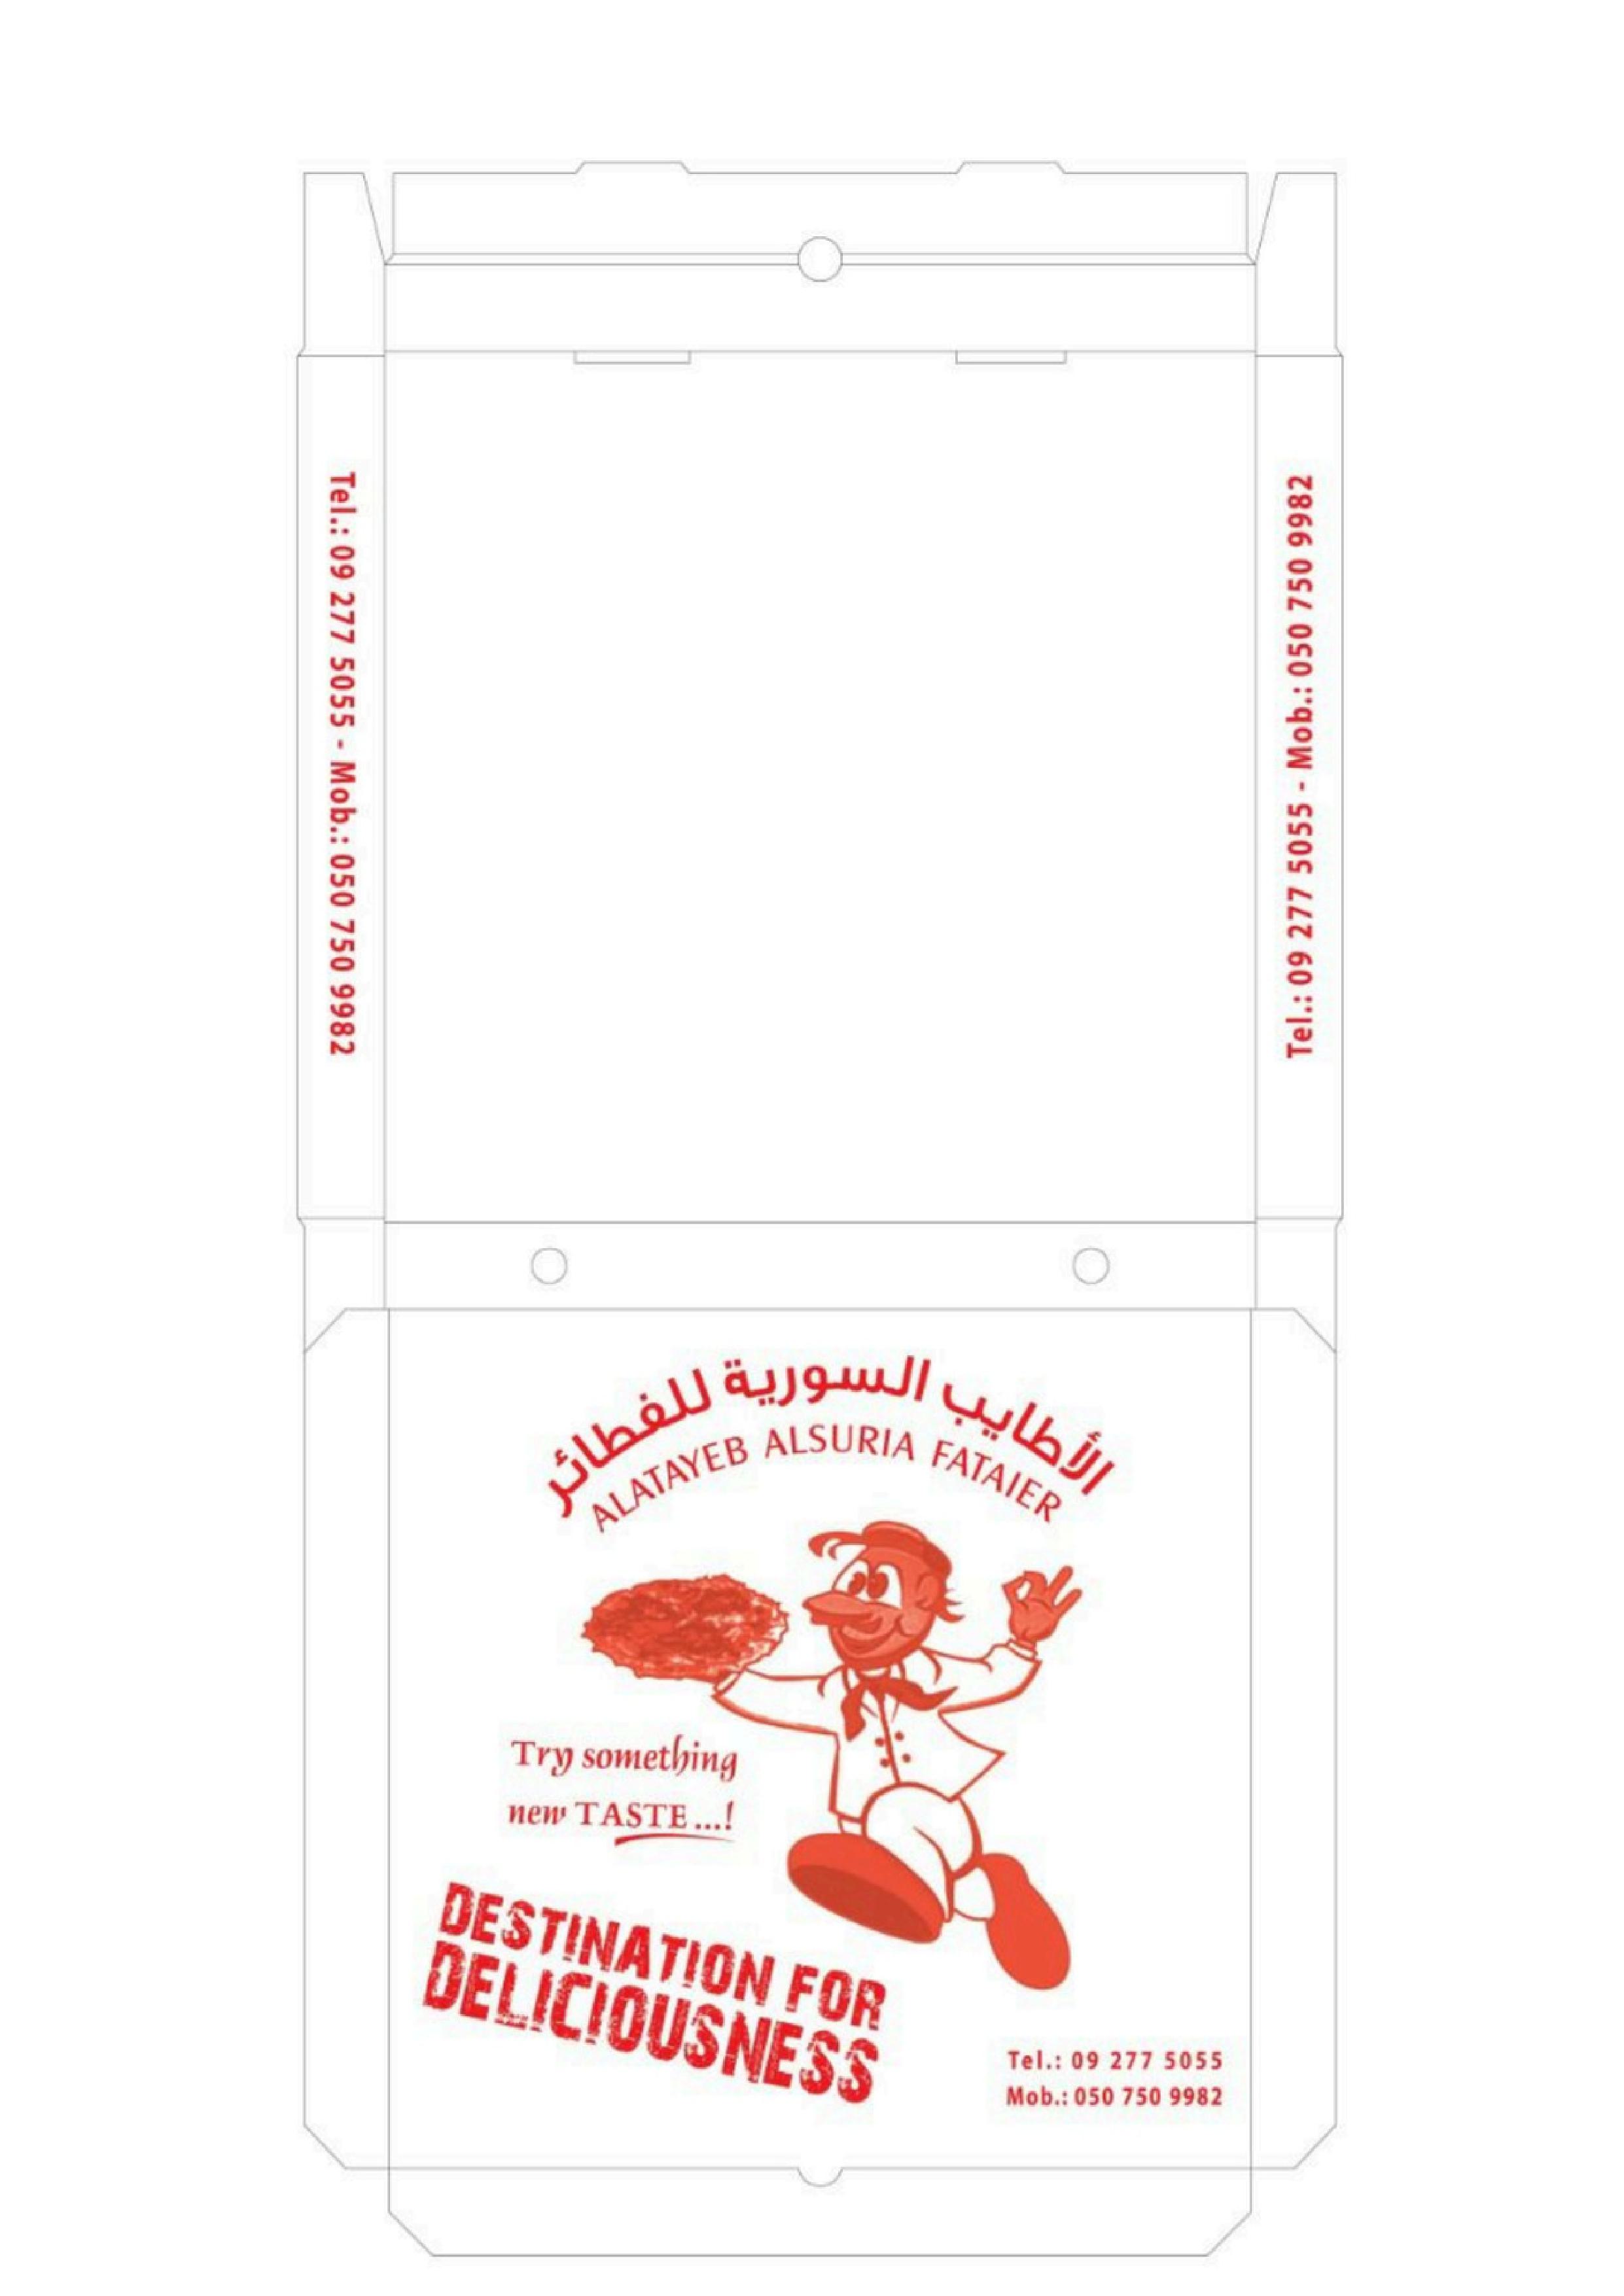 Tel.: 09 277 5055 - Mob.: 050 750 9982
Tel.: 09 277 5055 - Mob.: 050 750 9982
الأطايب السورية للفطائر
ALATAYEB ALSURIA FATAIER
Try something
new TASTE ...!
DESTINATION FOR
DELICIOUSNESS
Tel.: 09 277 5055
Mob.: 050 750 9982